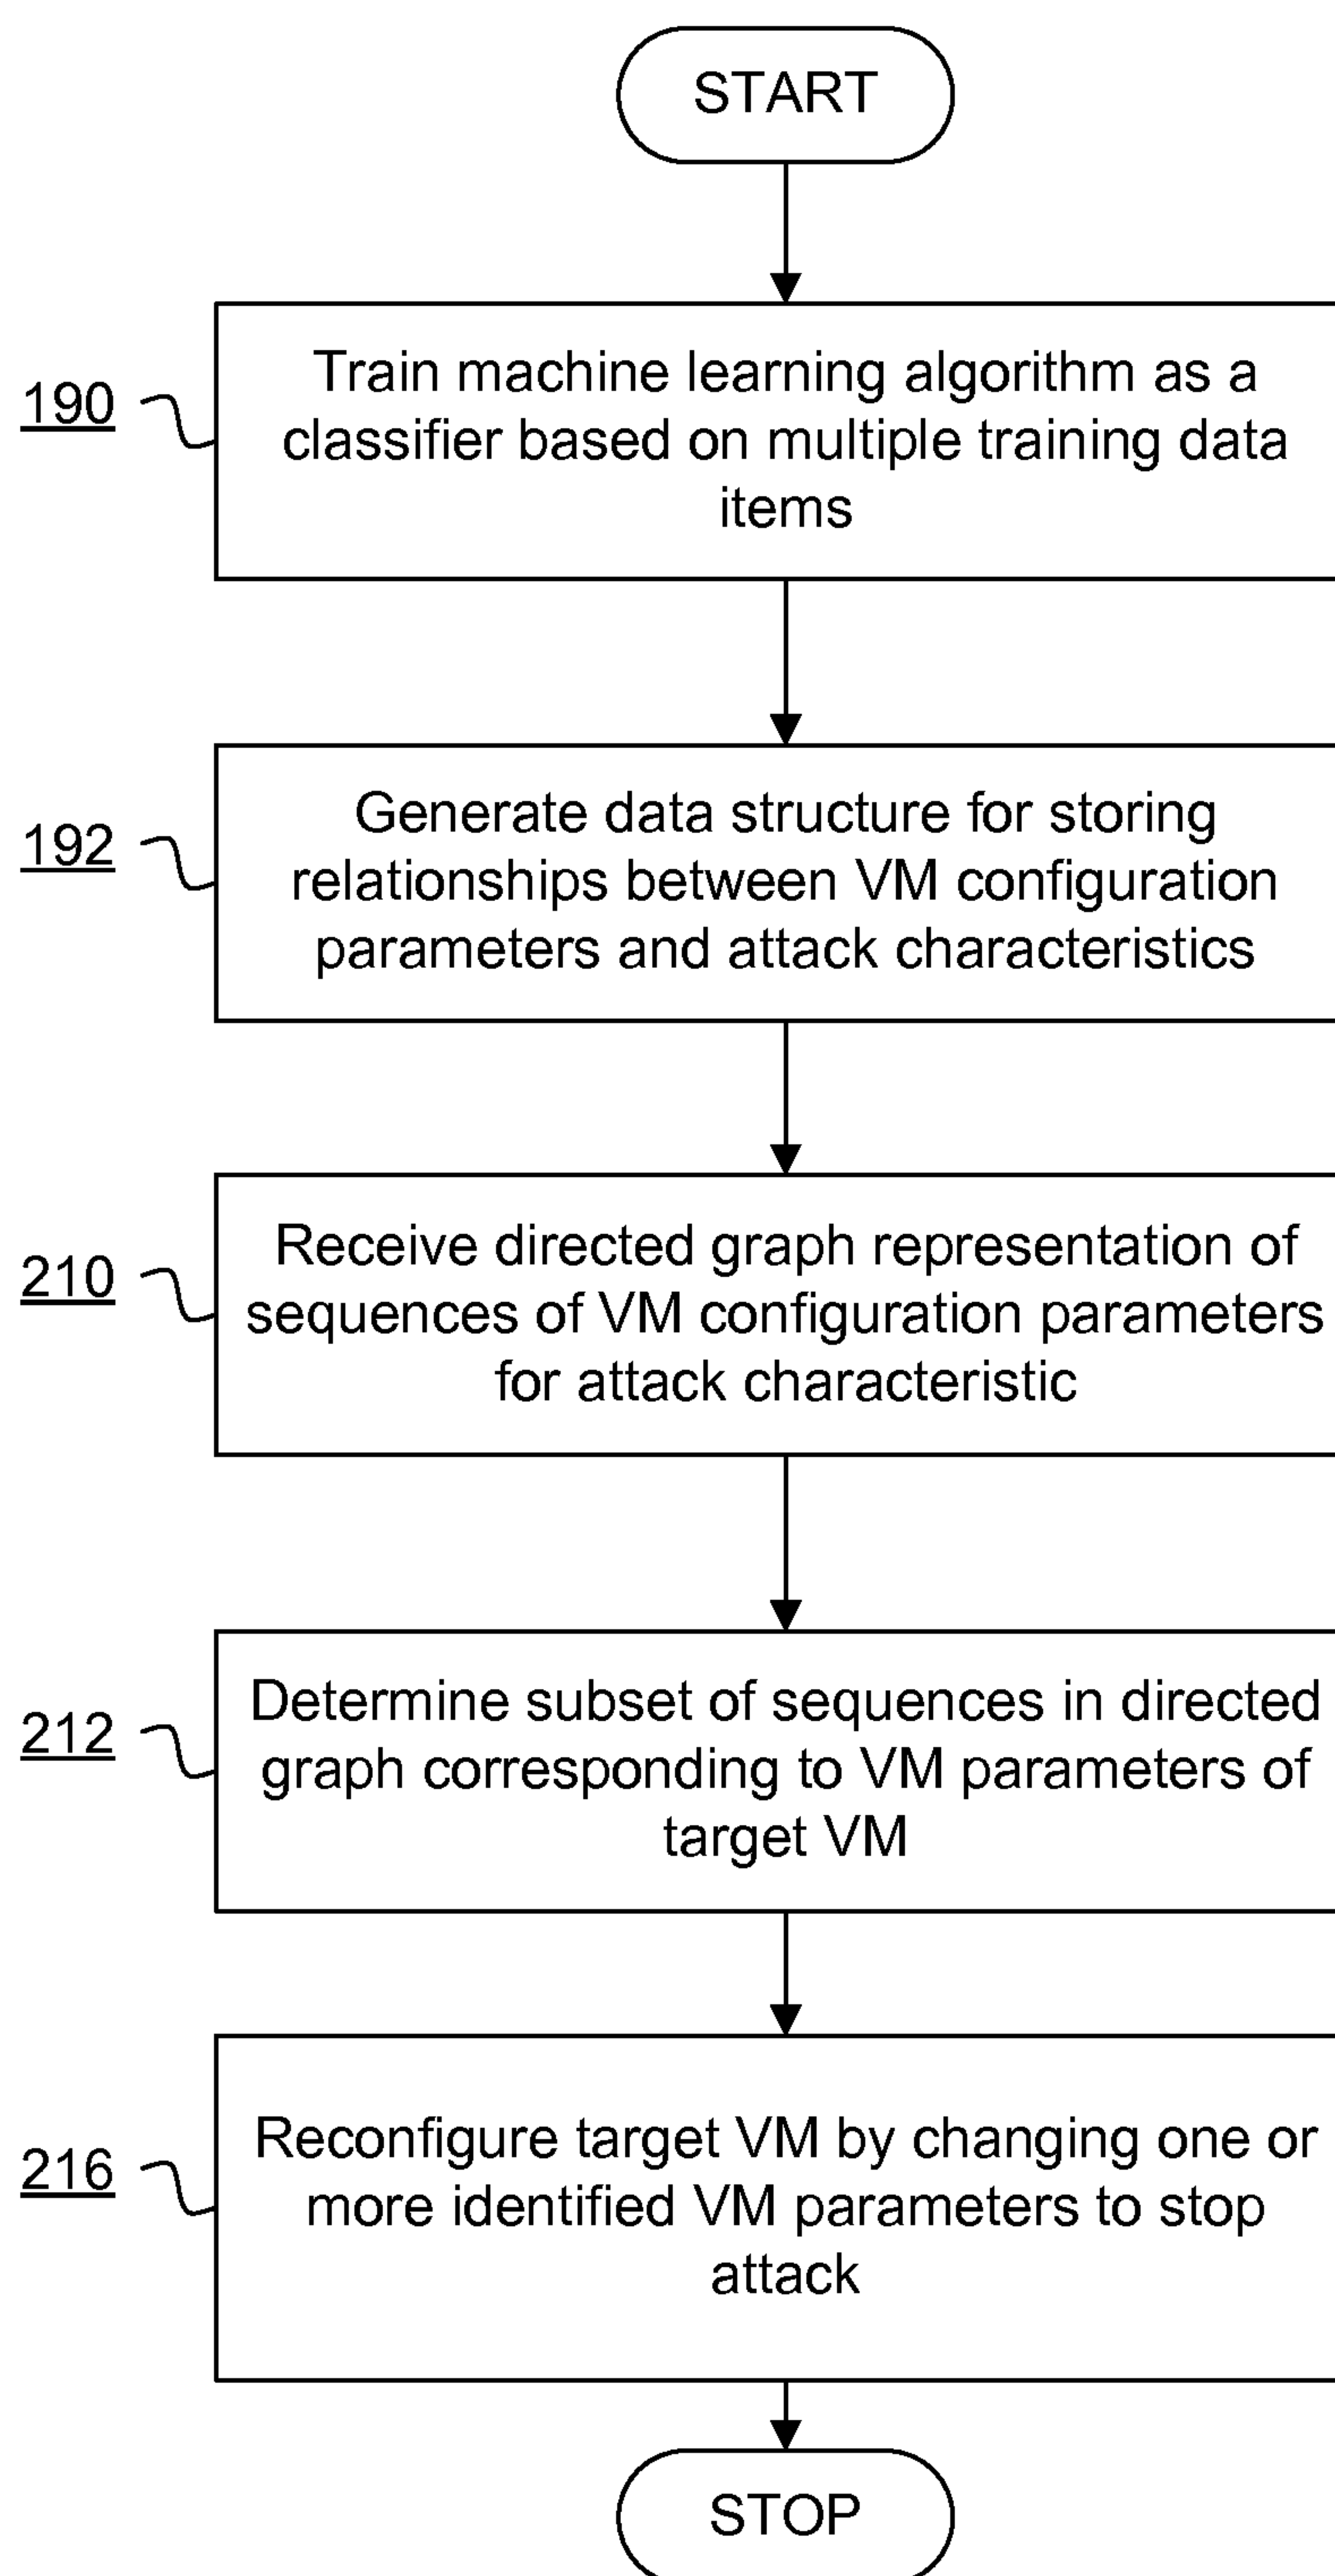 START
190
Train machine learning algorithm as a
classifier based on multiple training data
items
192
Generate data structure for storing
relationships between VM configuration
parameters and attack characteristics
210
Receive directed graph representation of
sequences of VM configuration parameters
for attack characteristic
212
Determine subset of sequences in directed
graph corresponding to VM parameters of
target VM
216
Reconfigure target VM by changing one or
more identified VM parameters to stop
attack
STOP